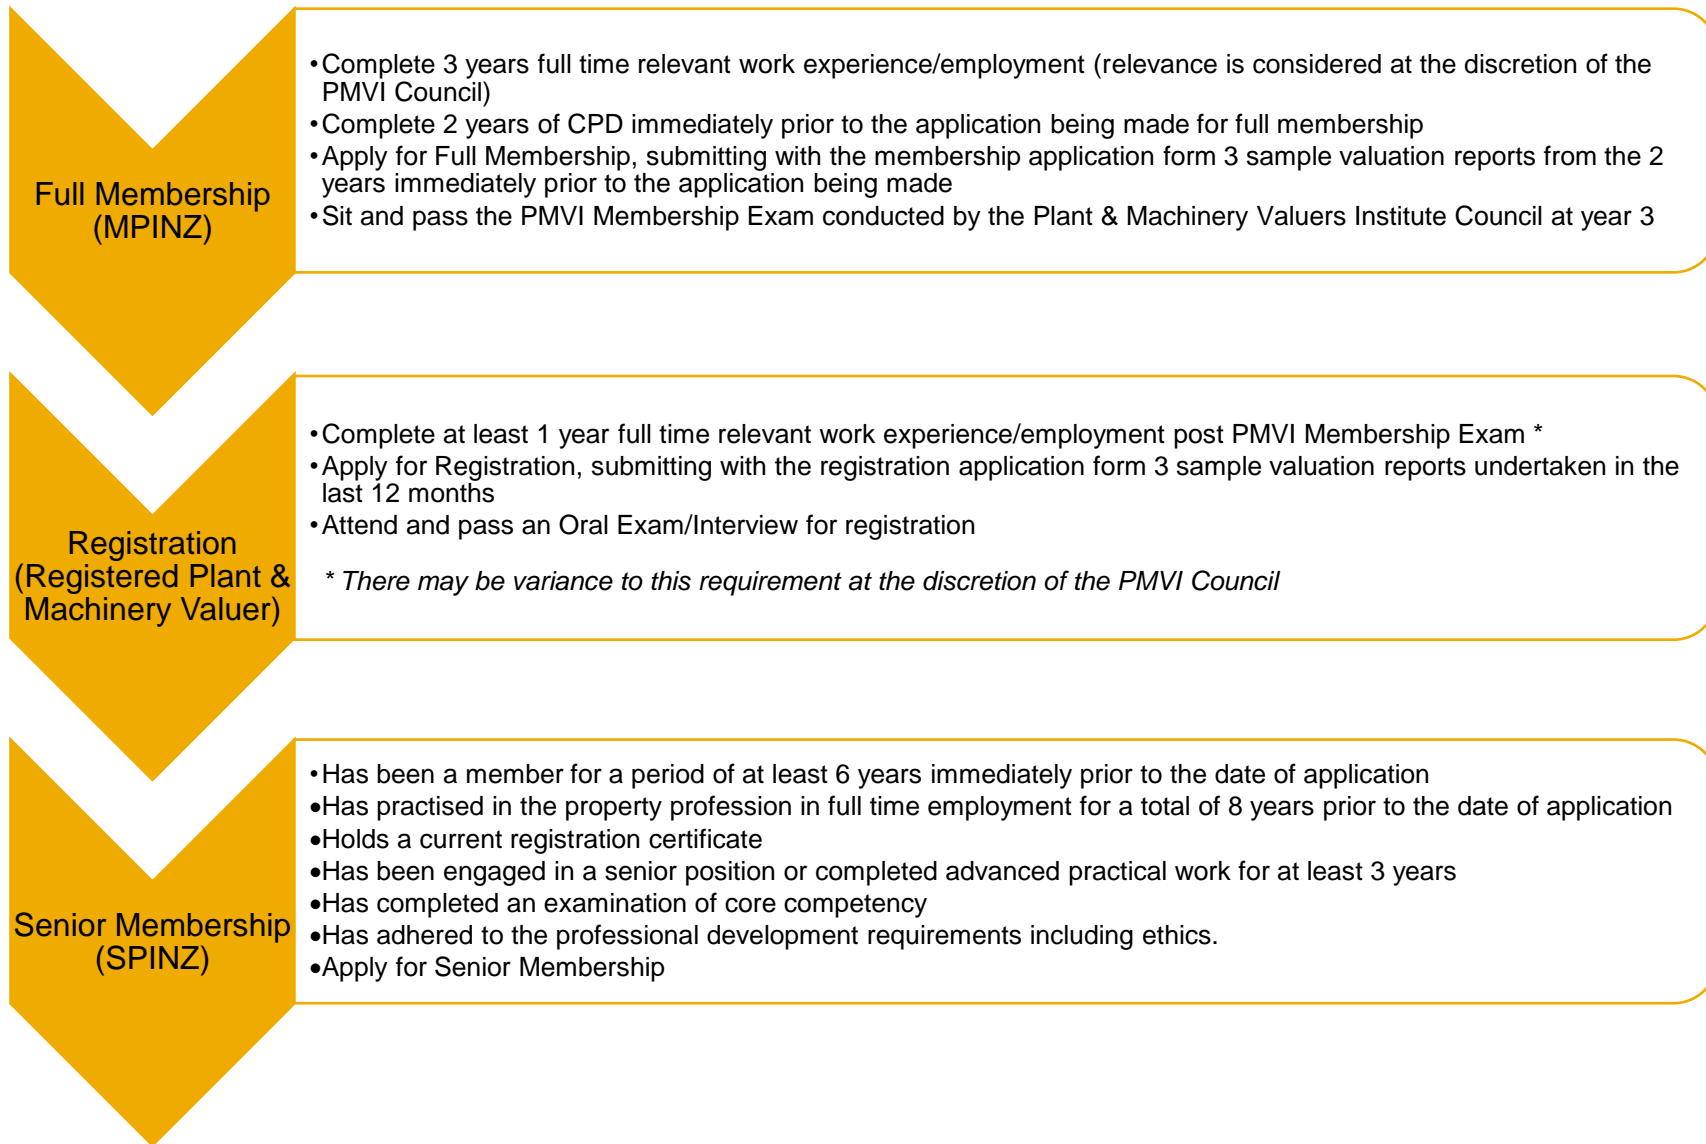 Full Membership
(MPINZ)
•Complete 3 years full time relevant work experience/employment (relevance is considered at the discretion of the
PMVI Council)
•Complete 2 years of CPD immediately prior to the application being made for full membership
•Apply for Full Membership, submitting with the membership application form 3 sample valuation reports from the 2
years immediately prior to the application being made
•Sit and pass the PMVI Membership Exam conducted by the Plant & Machinery Valuers Institute Council at year 3
Registration
(Registered Plant &
Machinery Valuer)
•Complete at least 1 year full time relevant work experience/employment post PMVI Membership Exam *
•Apply for Registration, submitting with the registration application form 3 sample valuation reports undertaken in the
last 12 months
•Attend and pass an Oral Exam/Interview for registration
* There may be variance to this requirement at the discretion of the PMVI Council
Senior Membership
(SPINZ)
•Has been a member for a period of at least 6 years immediately prior to the date of application
•Has practised in the property profession in full time employment for a total of 8 years prior to the date of application
•Holds a current registration certificate
•Has been engaged in a senior position or completed advanced practical work for at least 3 years
•Has completed an examination of core competency
•Has adhered to the professional development requirements including ethics.
•Apply for Senior Membership